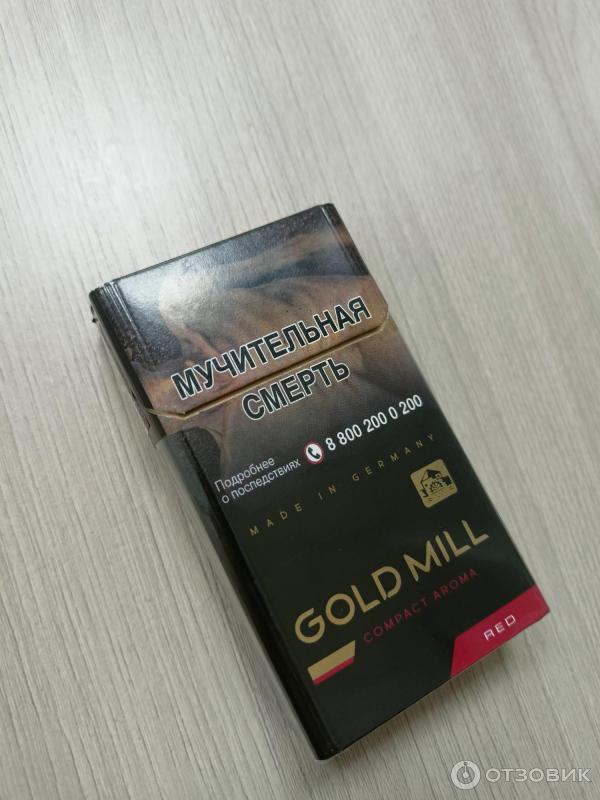 МУЧИТЕЛЬНАЯ
СМЕРТЬ
Подробнее
о последствиях 8 800 200 0 200
MADE IN GERMANY
GOLD MILL
COMPACT AROMA
RED
ОТЗОВИК